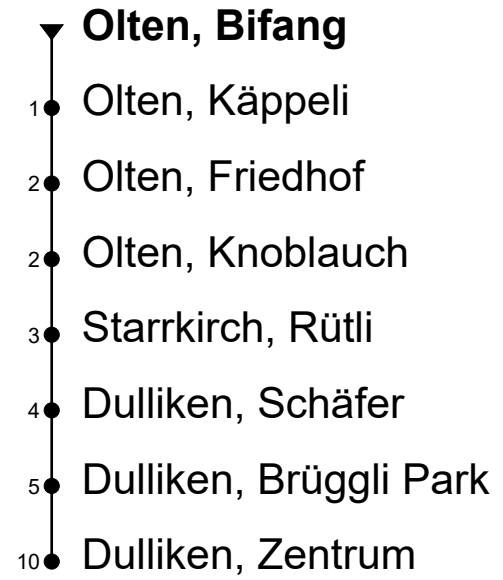 Olten, Bifang
1 Olten, Käppeli
2 Olten, Friedhof
2 Olten, Knoblauch
3 Starrkirch, Rütli
4 Dulliken, Schäfer
5 Dulliken, Brüggli Park
10 Dulliken, Zentrum